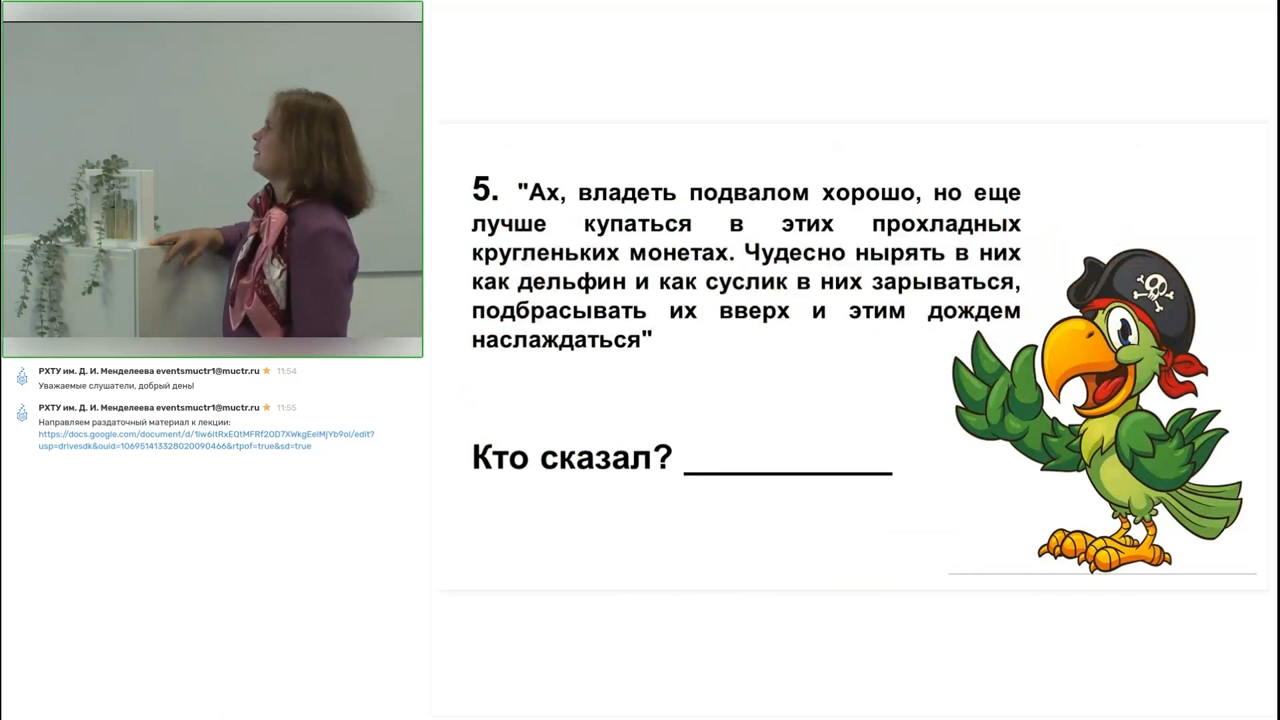 5. "Ах, владеть подвалом хорошо, но еще
лучше купаться в этих прохладных
кругленьких монетах. Чудесно нырять в них
как дельфин и как суслик в них зарываться,
подбрасывать их вверх и этим дождем
наслаждаться"
Кто сказал? ____________
РХТУ им. Д. И. Менделеева eventsmuctr1@muctr.ru 11:54
Уважаемые слушатели, добрый день!
РХТУ им. Д. И. Менделеева eventsmuctr1@muctr.ru 11:55
Направляем раздаточный материал к лекции:
https://docs.google.com/document/d/1iw6ItRxEQtMFRf2OD7XWkgEelMjYb9oI/edit?
usp=drivesdk&ouid=106951413328020090466&rtpof=true&sd=true